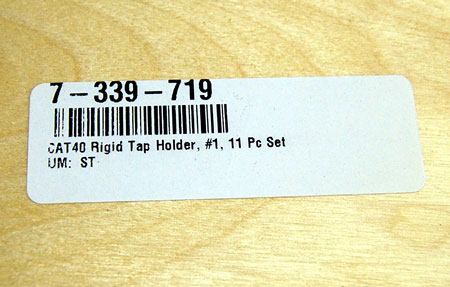 7-339-719
CAT40 Rigid Tap Holder, #1, 11 Pc Set
UM: ST